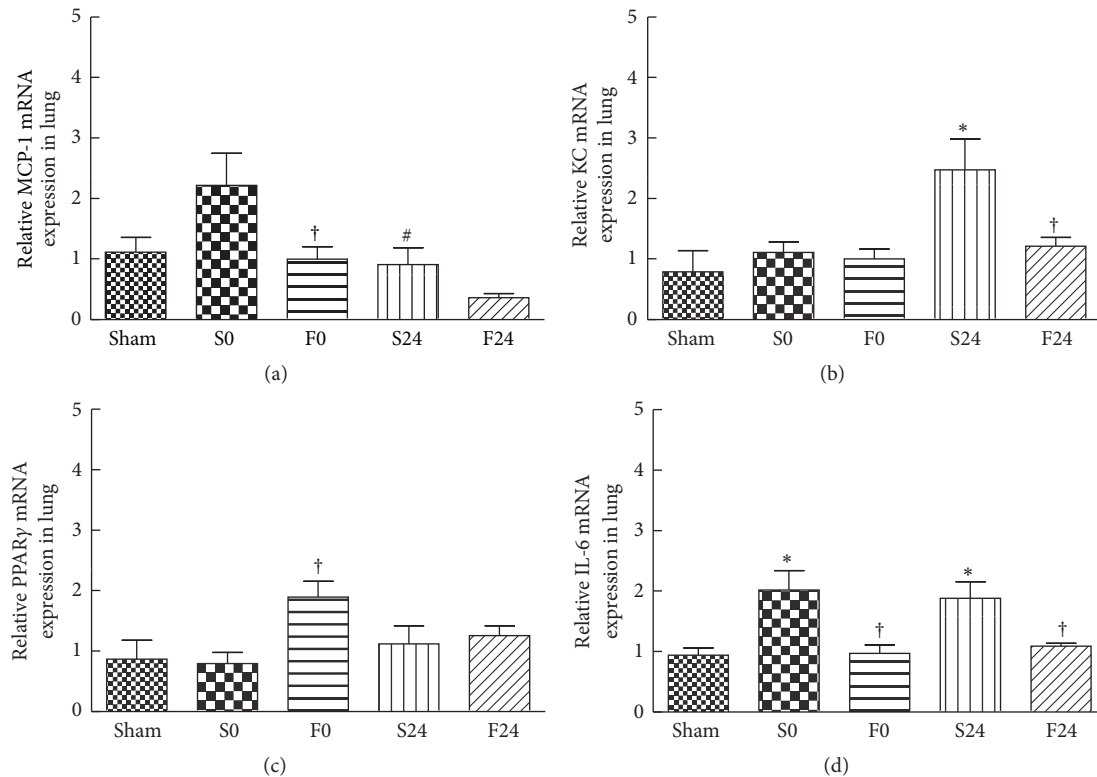 5
4
3
2
1
0
Relative MCP-1 mRNA
expression in lung
†
#
Sham S0 F0 S24 F24
(a)
5
4
3
2
1
0
Relative KC mRNA
expression in lung
*
†
Sham S0 F0 S24 F24
(b)
5
4
3
2
1
0
Relative PPARγ mRNA
expression in lung
†
Sham S0 F0 S24 F24
(c)
5
4
3
2
1
0
Relative IL-6 mRNA
expression in lung
* † * †
Sham S0 F0 S24 F24
(d)